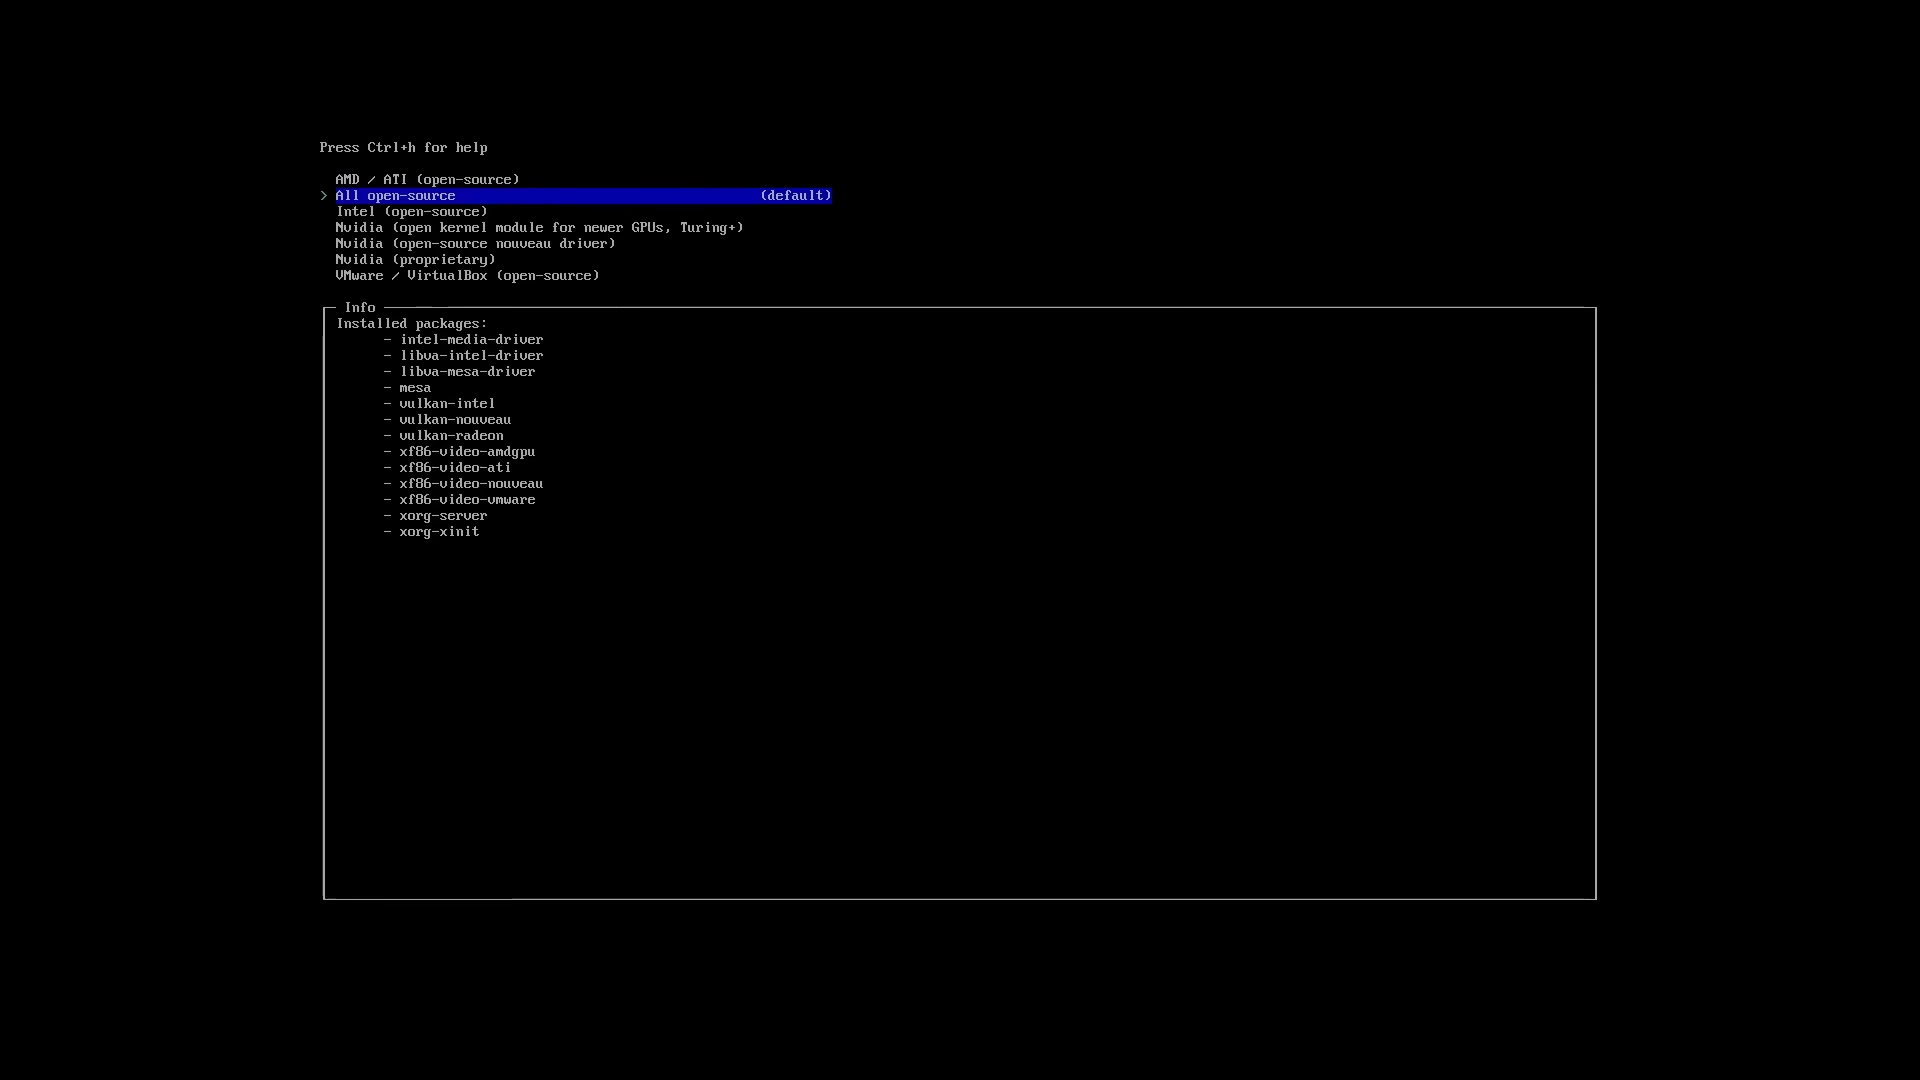 Press Ctrl+h for help
AMD / ATI (open-source)
> All open-source (default)
Intel (open-source)
Nvidia (open kernel module for newer GPUs, Turing+)
Nvidia (open-source nouveau driver)
Nvidia (proprietary)
VMware / VirtualBox (open-source)
Info
Installed packages:
- intel-media-driver
- libva-intel-driver
- libva-mesa-driver
- mesa
- vulkan-intel
- vulkan-nouveau
- vulkan-radeon
- xf86-video-amdgpu
- xf86-video-ati
- xf86-video-nouveau
- xf86-video-vmware
- xorg-server
- xorg-xinit